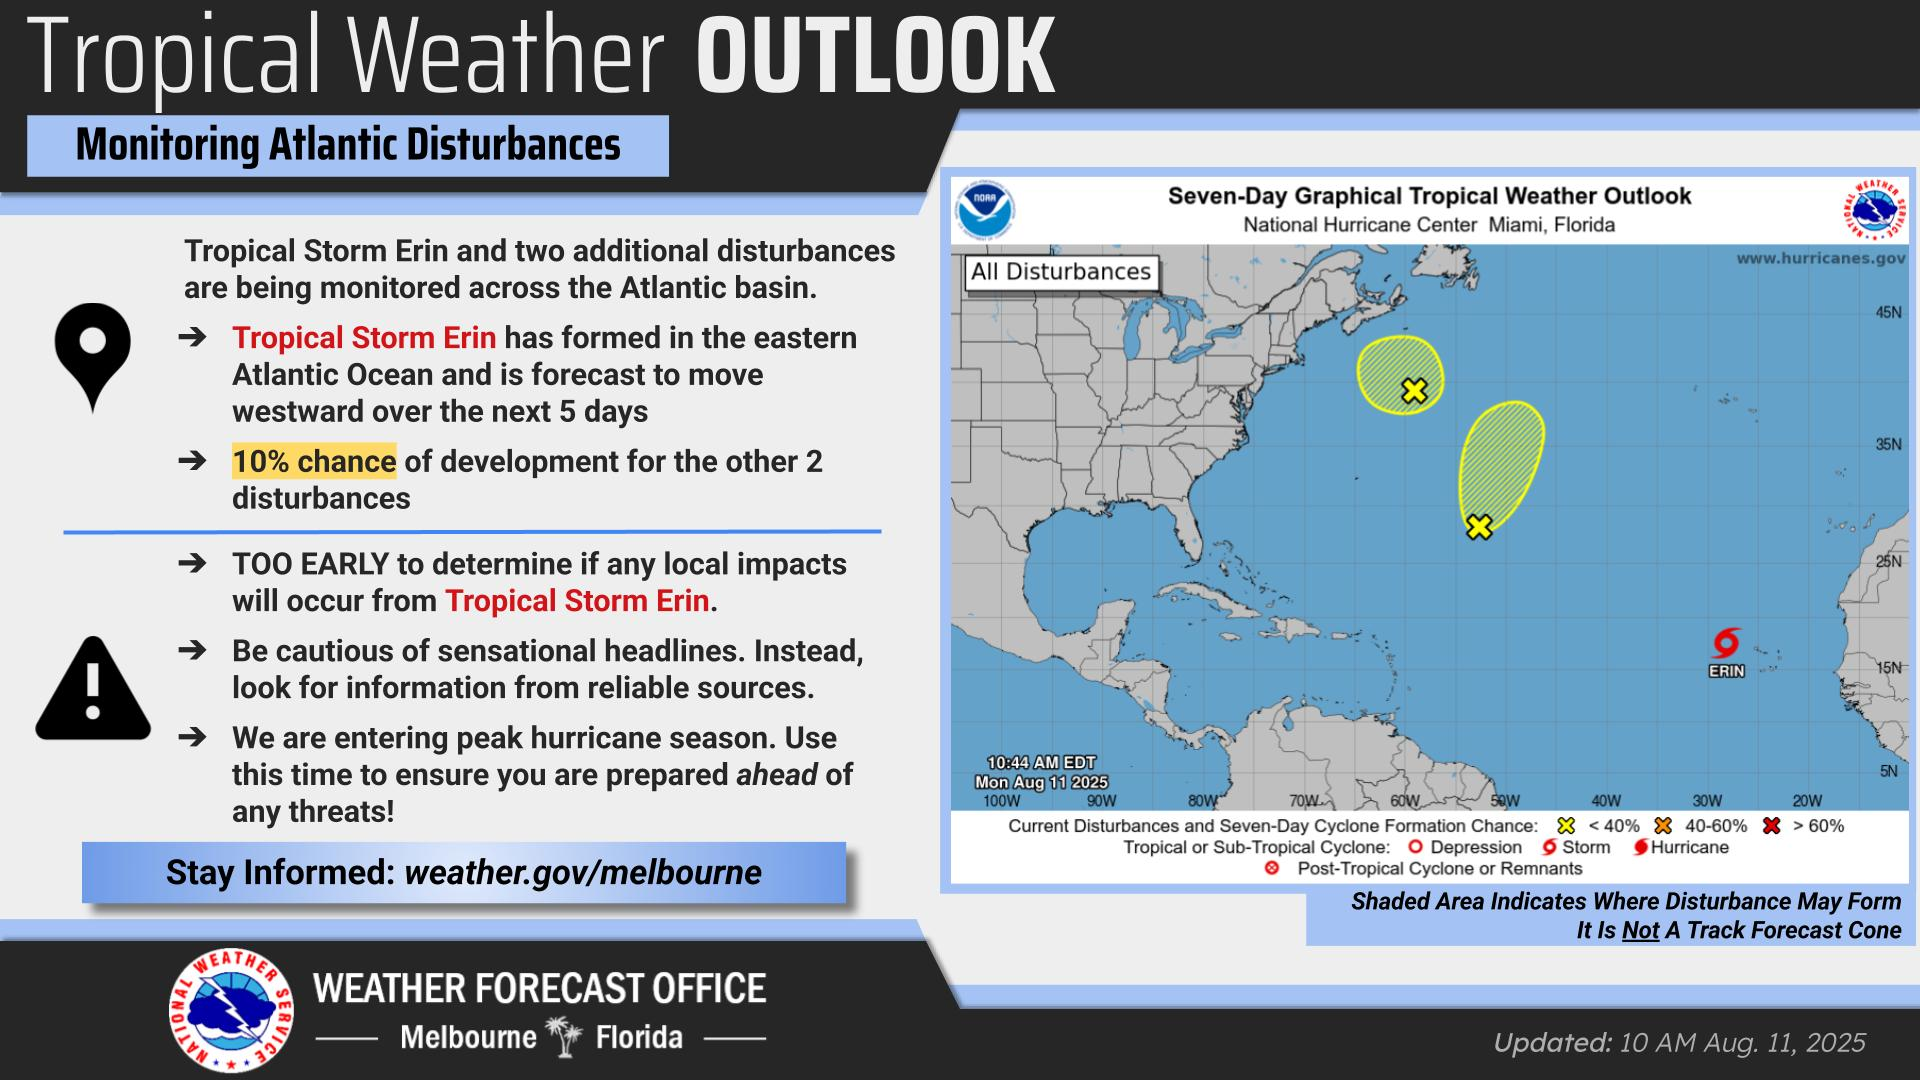 Tropical Weather OUTLOOK
Monitoring Atlantic Disturbances
Tropical Storm Erin and two additional disturbances
are being monitored across the Atlantic basin.
➔ Tropical Storm Erin has formed in the eastern
Atlantic Ocean and is forecast to move
westward over the next 5 days
➔ 10% chance of development for the other 2
disturbances
➔ TOO EARLY to determine if any local impacts
will occur from Tropical Storm Erin.
➔ Be cautious of sensational headlines. Instead,
look for information from reliable sources.
➔ We are entering peak hurricane season. Use
this time to ensure you are prepared ahead of
any threats!
Stay Informed: weather.gov/melbourne
NOAA
Seven-Day Graphical Tropical Weather Outlook
National Hurricane Center Miami, Florida
NATIONAL WEATHER SERVICE
All Disturbances
www.hurricanes.gov
45N
35N
25N
15N
5N
ERIN
10:44 AM EDT
Mon Aug 11 2025
100W 90W 80W 70W 60W 50W 40W 30W 20W
Current Disturbances and Seven-Day Cyclone Formation Chance: < 40% 40-60% > 60%
Tropical or Sub-Tropical Cyclone: Depression Storm Hurricane
Post-Tropical Cyclone or Remnants
Shaded Area Indicates Where Disturbance May Form
It Is Not A Track Forecast Cone
NATIONAL WEATHER SERVICE
WEATHER FORECAST OFFICE
Melbourne Florida
Updated: 10 AM Aug. 11, 2025